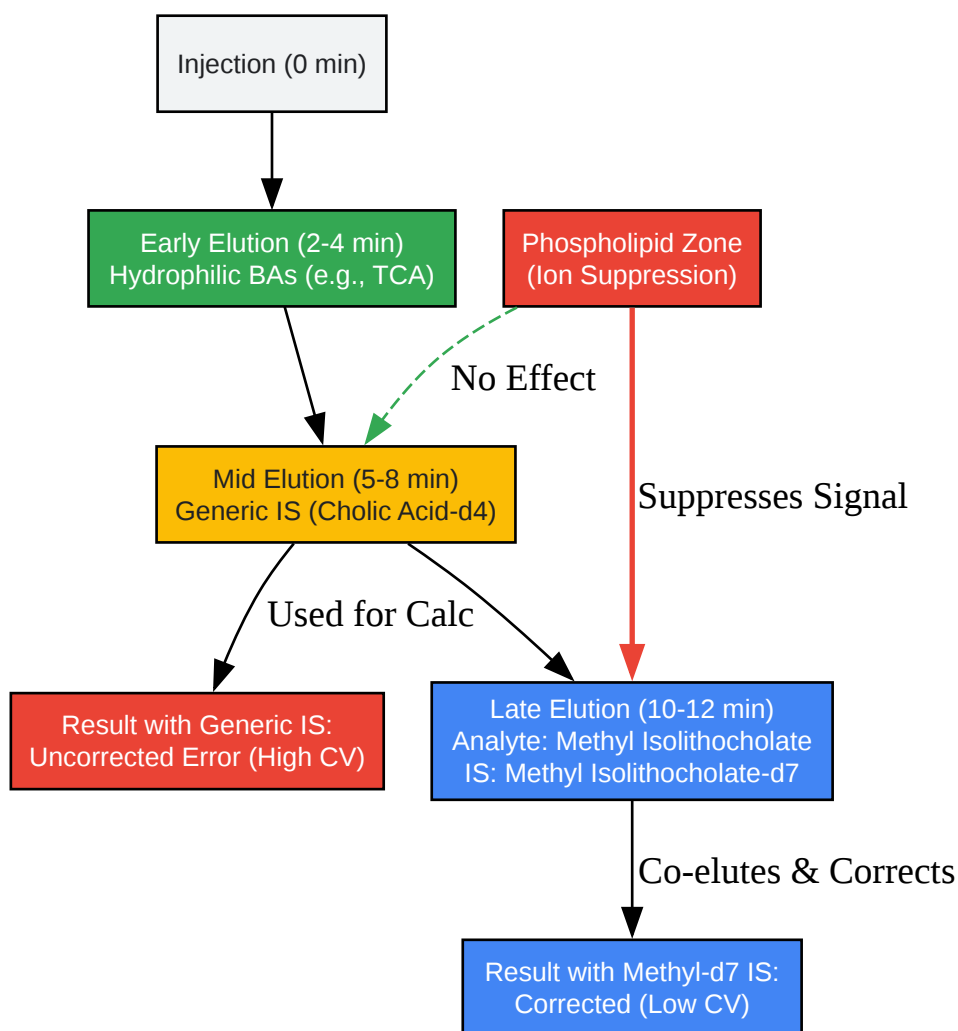 Injection (0 min)
Early Elution (2-4 min)
Hydrophilic BAs (e.g., TCA)
Phospholipid Zone
(Ion Suppression)
No Effect
Mid Elution (5-8 min)
Generic IS (Cholic Acid-d4)
Suppresses Signal
Used for Calc
Result with Generic IS:
Uncorrected Error (High CV)
Late Elution (10-12 min)
Analyte: Methyl Isolithocholate
IS: Methyl Isolithocholate-d7
Co-elutes & Corrects
Result with Methyl-d7 IS:
Corrected (Low CV)